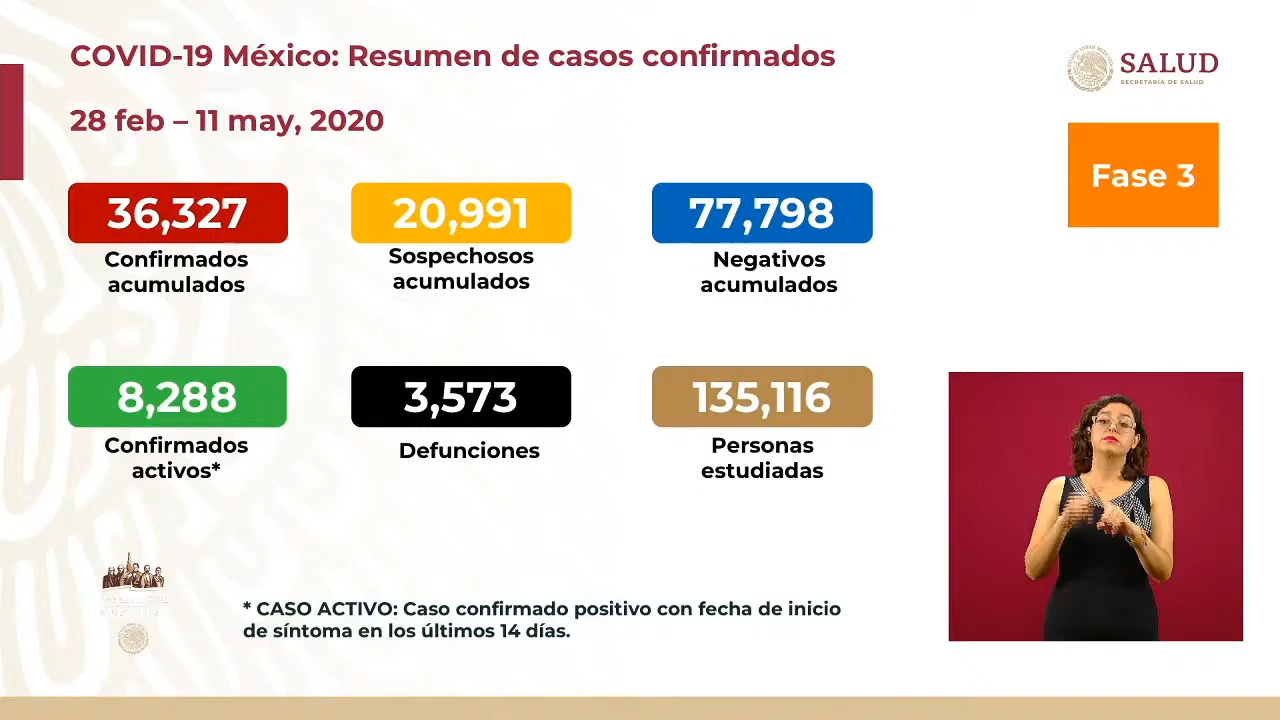 COVID-19 México: Resumen de casos confirmados
28 feb – 11 may, 2020
SALUD
SECRETARÍA DE SALUD
Fase 3
36,327
Confirmados
acumulados
20,991
Sospechosos
acumulados
77,798
Negativos
acumulados
8,288
Confirmados
activos*
3,573
Defunciones
135,116
Personas
estudiadas
* CASO ACTIVO: Caso confirmado positivo con fecha de inicio
de síntoma en los últimos 14 días.